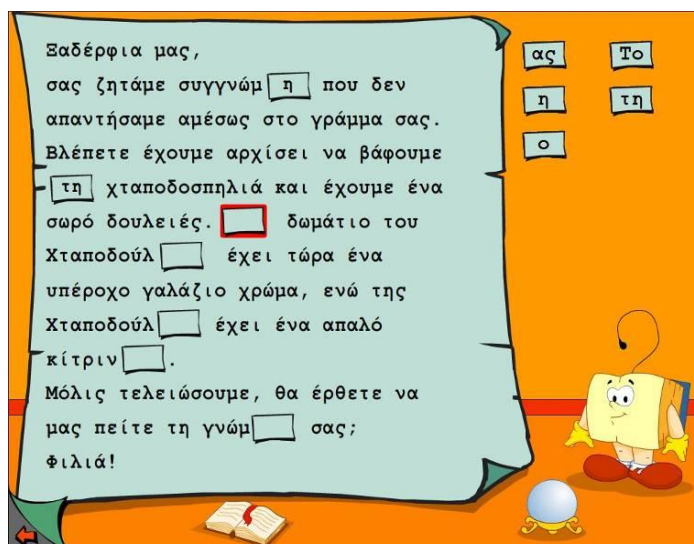 Ξαδέρφια μας,
σας ζητάμε συγγνώμ η που δεν
απαντήσαμε αμέσως στο γράμμα σας.
Βλέπετε έχουμε αρχίσει να βάφουμε
τη χταποδοσπηλιά και έχουμε ένα
σωρό δουλειές. δωμάτιο του
Χταποδούλ έχει τώρα ένα
υπέροχο γαλάζιο χρώμα, ενώ της
Χταποδούλ έχει ένα απαλό
κίτριν .
Μόλις τελειώσουμε, θα έρθετε να
μας πείτε τη γνώμ σας;
Φιλιά!
ας Το
η τη
ο